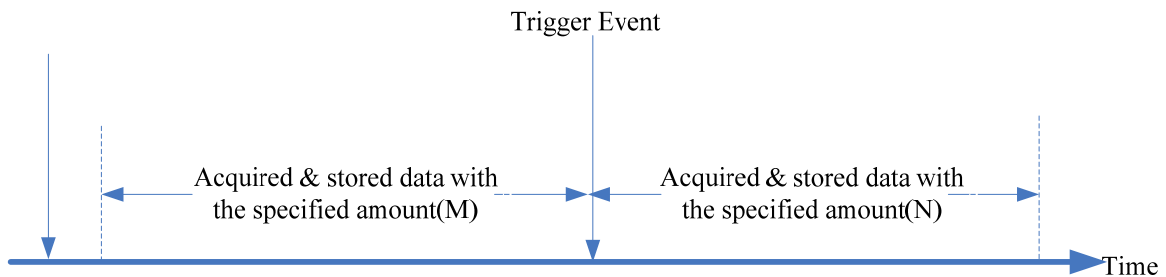 Trigger Event
Acquired & stored data with
the specified amount(M)
Acquired & stored data with
the specified amount(N)
Time